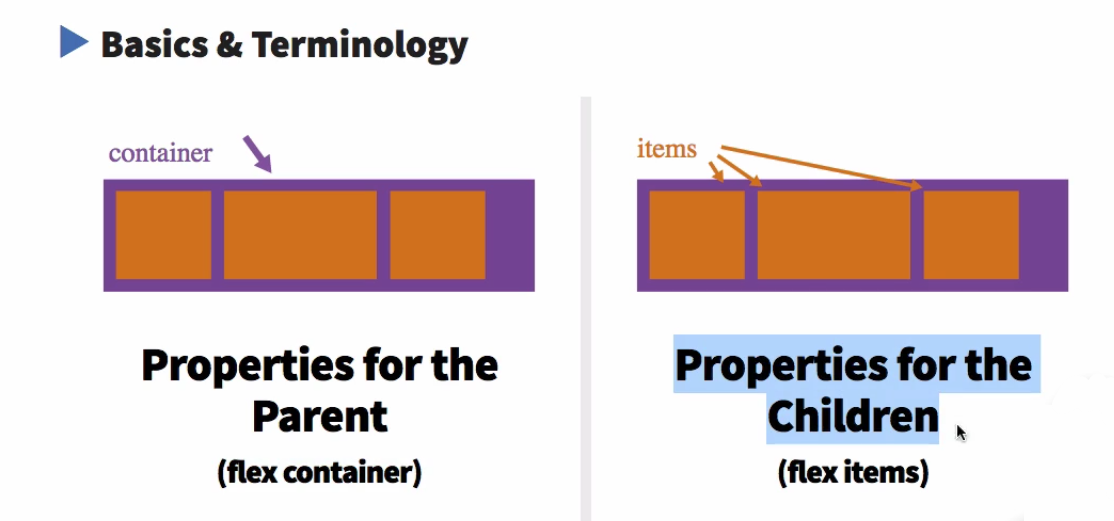 Basics & Terminology
container
Properties for the
Parent
(flex container)
items
Properties for the
Children
(flex items)